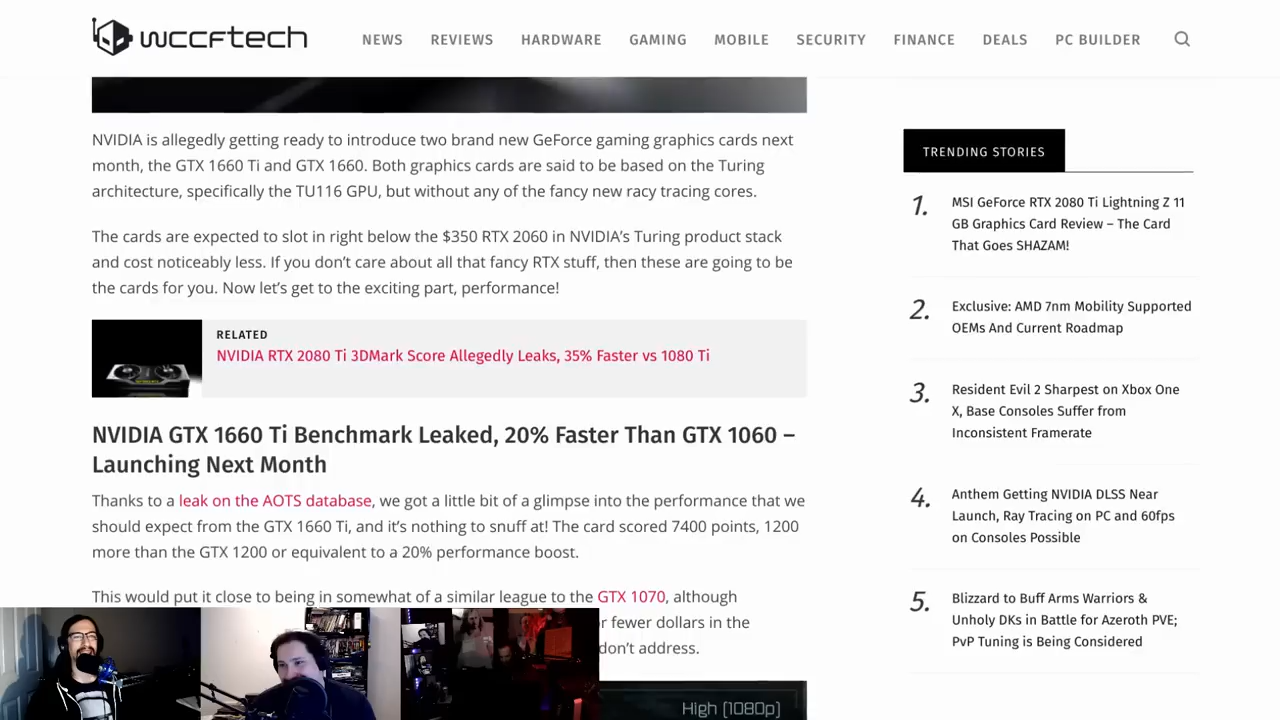 wccftech
NEWS REVIEWS HARDWARE GAMING MOBILE SECURITY FINANCE DEALS PC BUILDER
NVIDIA is allegedly getting ready to introduce two brand new GeForce gaming graphics cards next
month, the GTX 1660 Ti and GTX 1660. Both graphics cards are said to be based on the Turing
architecture, specifically the TU116 GPU, but without any of the fancy new racy tracing cores.
The cards are expected to slot in right below the $350 RTX 2060 in NVIDIA's Turing product stack
and cost noticeably less. If you don't care about all that fancy RTX stuff, then these are going to be
the cards for you. Now let's get to the exciting part, performance!
RELATED
NVIDIA RTX 2080 Ti 3DMark Score Allegedly Leaks, 35% Faster vs 1080 Ti
NVIDIA GTX 1660 Ti Benchmark Leaked, 20% Faster Than GTX 1060 –
Launching Next Month
Thanks to a leak on the AOTS database, we got a little bit of a glimpse into the performance that we
should expect from the GTX 1660 Ti, and it's nothing to snuff at! The card scored 7400 points, 1200
more than the GTX 1200 or equivalent to a 20% performance boost.
This would put it close to being in somewhat of a similar league to the GTX 1070, although
r fewer dollars in the
don't address.
High (1080p)
TRENDING STORIES
1.
MSI GeForce RTX 2080 Ti Lightning Z 11
GB Graphics Card Review – The Card
That Goes SHAZAM!
2.
Exclusive: AMD 7nm Mobility Supported
OEMs And Current Roadmap
3.
Resident Evil 2 Sharpest on Xbox One
X, Base Consoles Suffer from
Inconsistent Framerate
4.
Anthem Getting NVIDIA DLSS Near
Launch, Ray Tracing on PC and 60fps
on Consoles Possible
5.
Blizzard to Buff Arms Warriors &
Unholy DKs in Battle for Azeroth PVE;
PvP Tuning is Being Considered